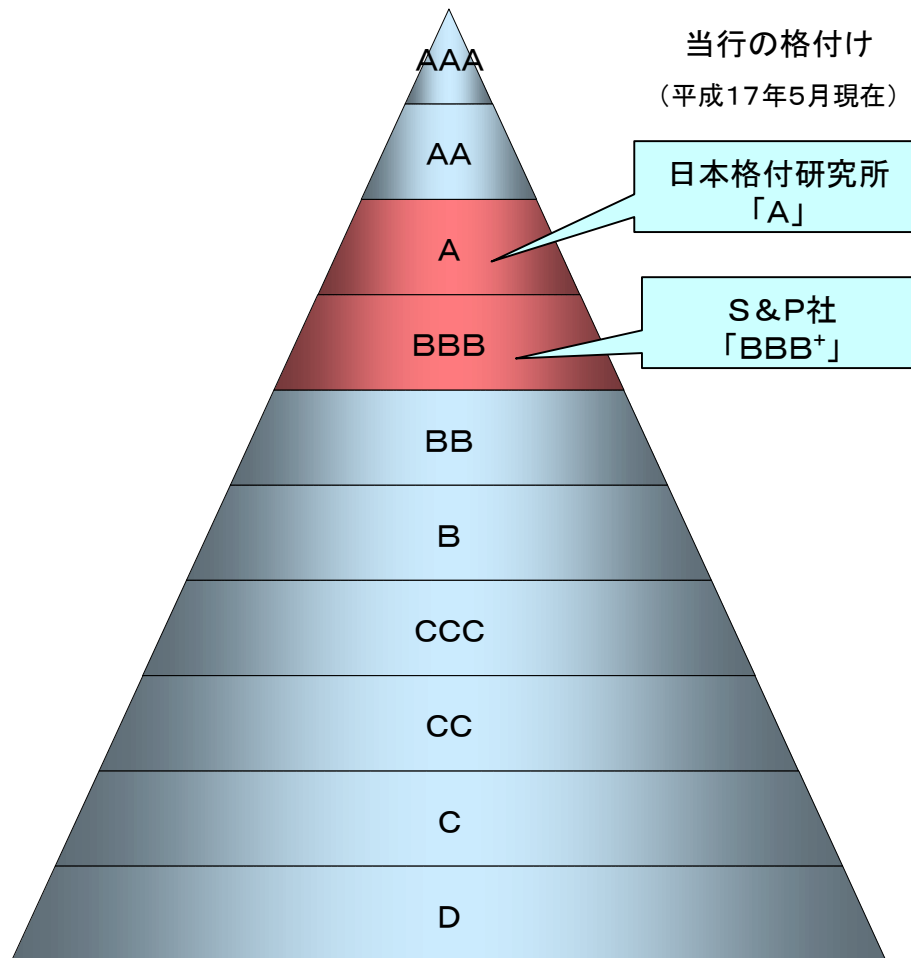 当行の格付け
（平成１７年５月現在）
ＡＡＡ
ＡＡ
日本格付研究所
「Ａ」
Ａ
Ｓ＆Ｐ社
「ＢＢＢ⁺」
ＢＢＢ
ＢＢ
Ｂ
ＣＣＣ
ＣＣ
Ｃ
Ｄ